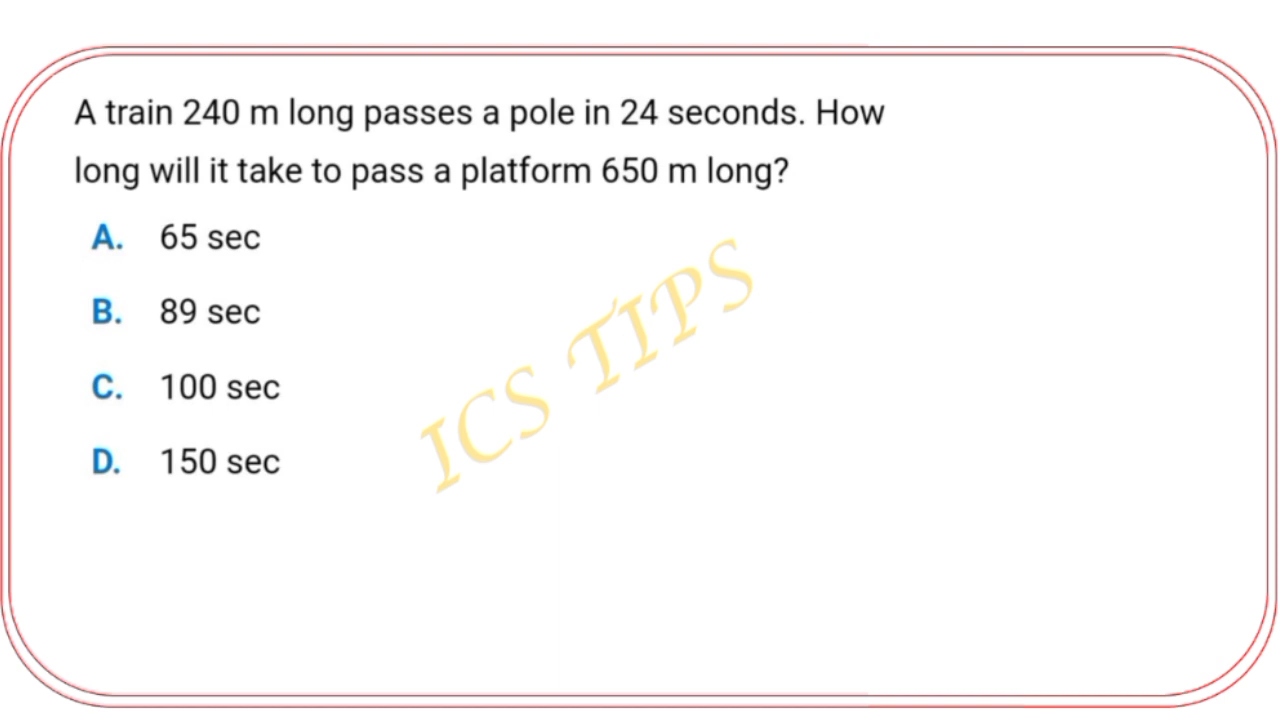 A train 240 m long passes a pole in 24 seconds. How
long will it take to pass a platform 650 m long?
A. 65 sec
B. 89 sec
C. 100 sec
D. 150 sec
ICS TIPS